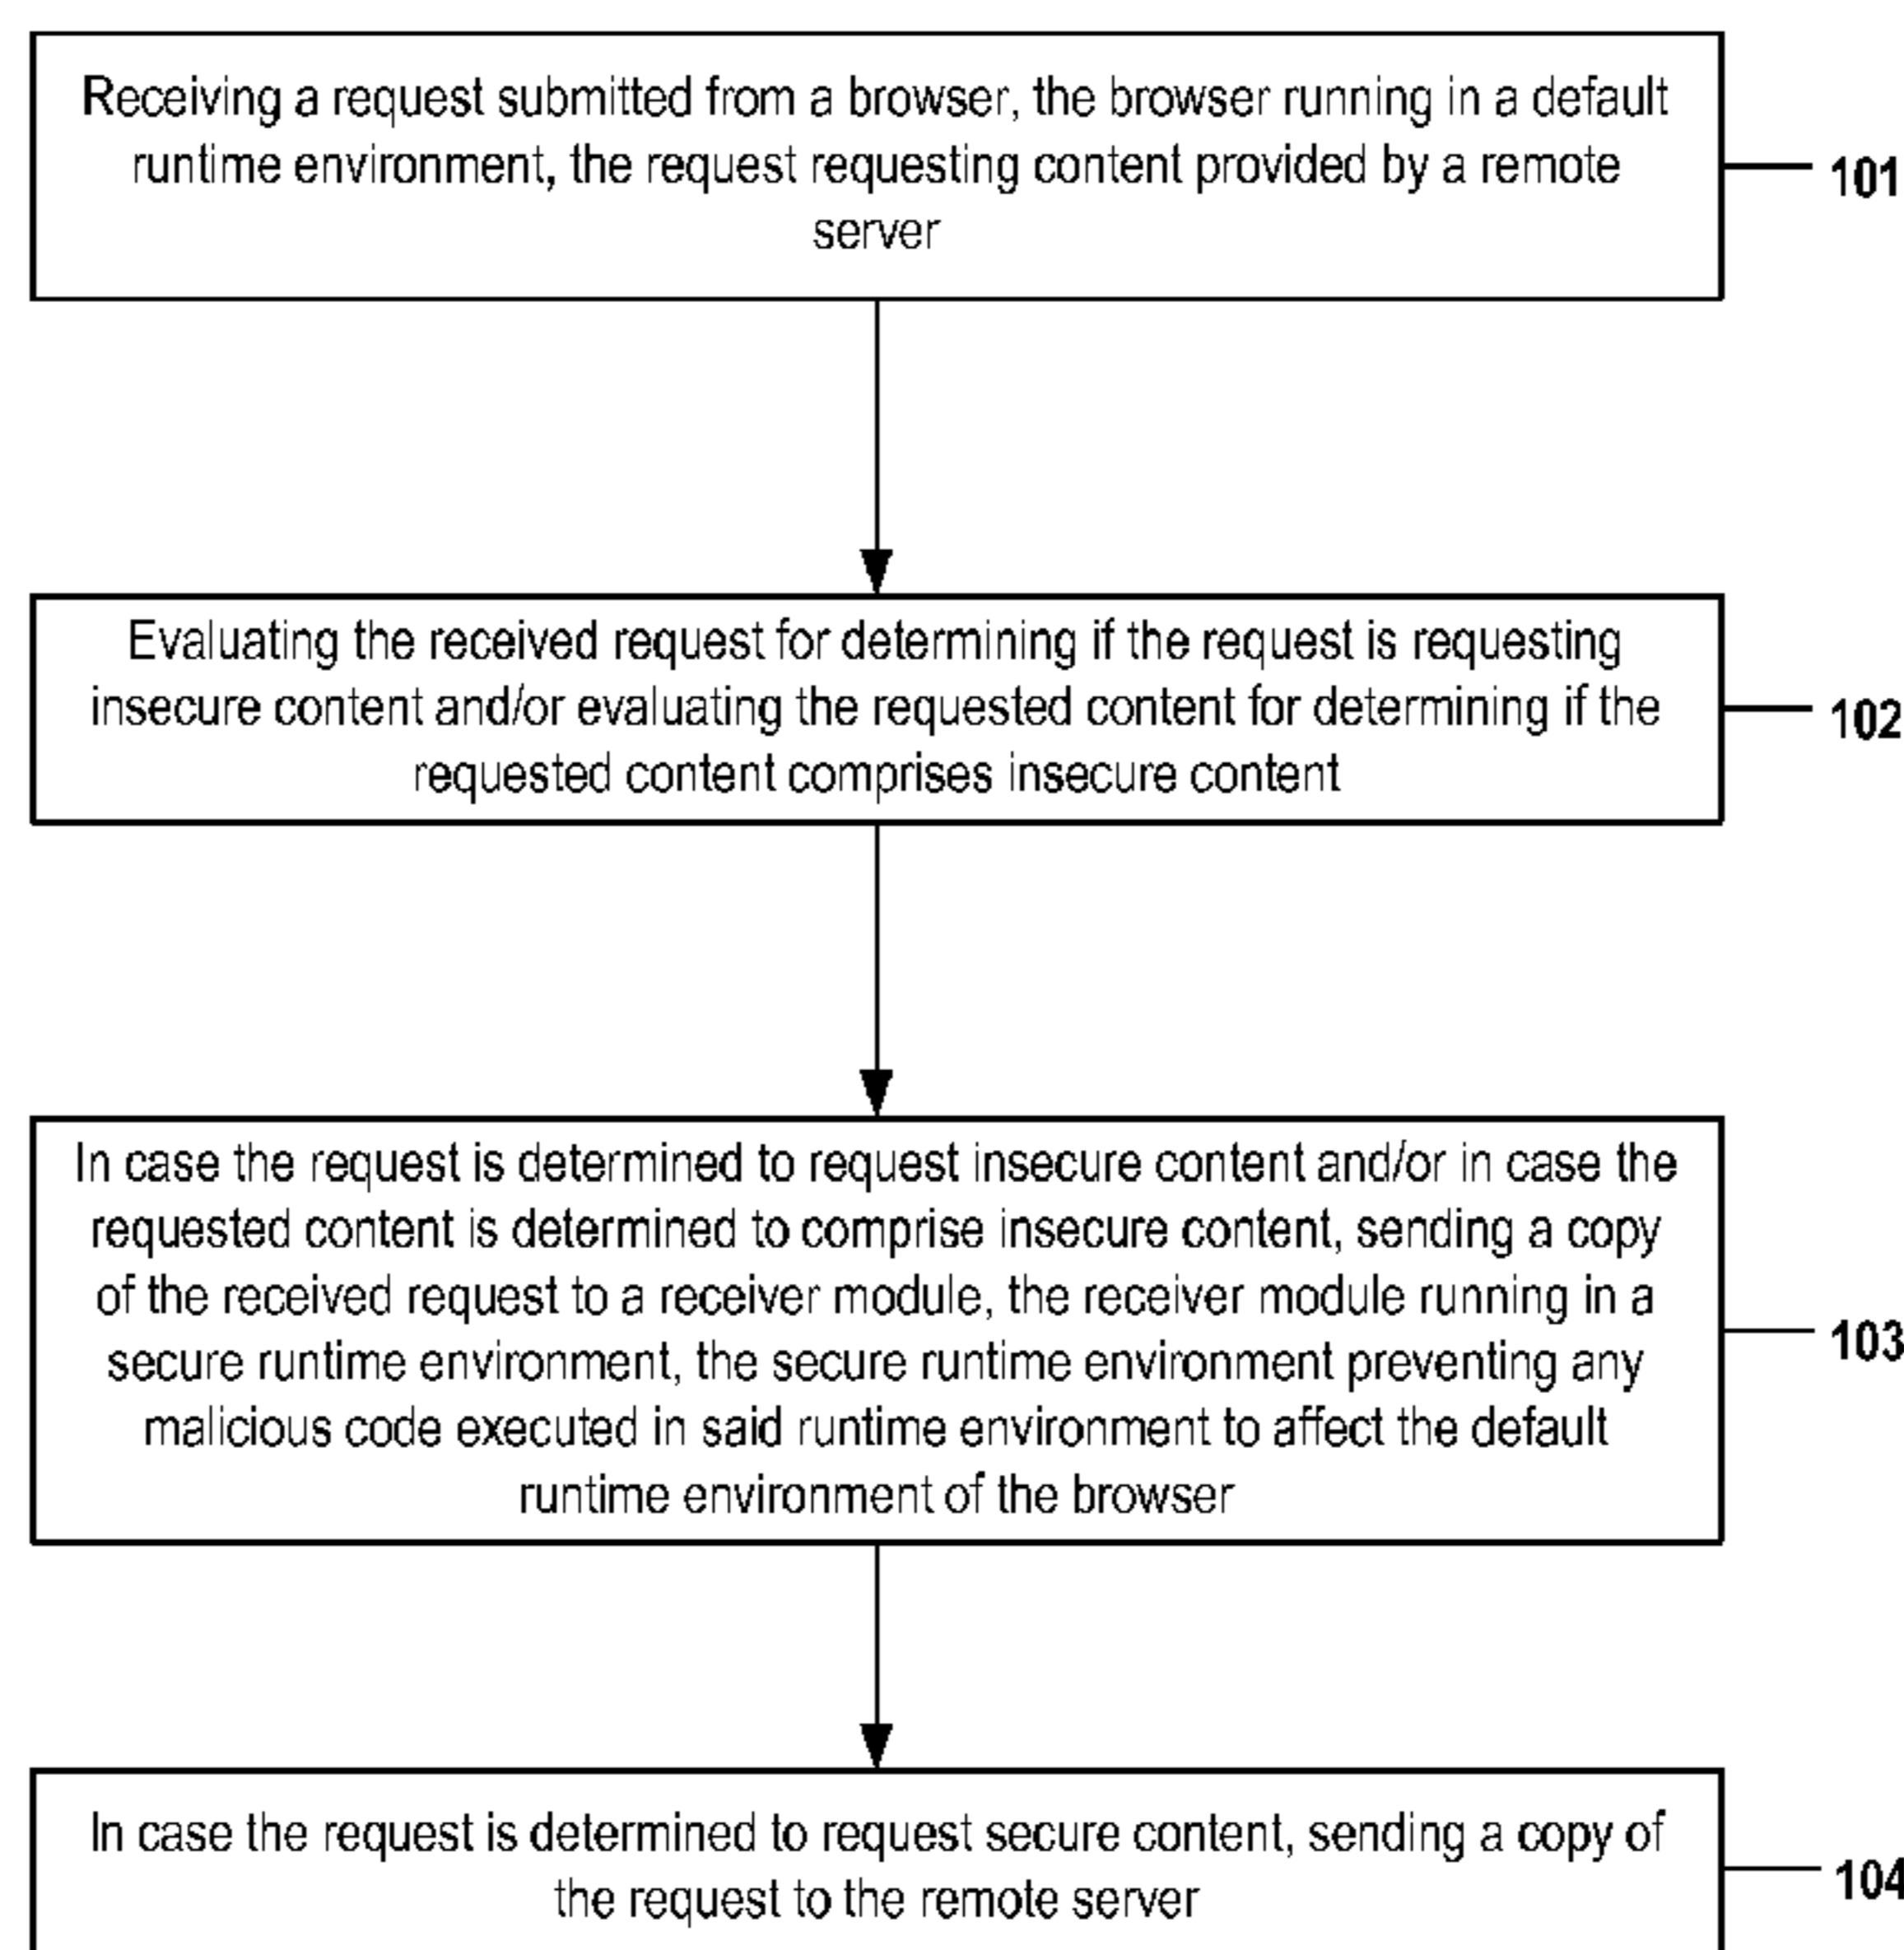 Receiving a request submitted from a browser, the browser running in a default
runtime environment, the request requesting content provided by a remote
server
101
Evaluating the received request for determining if the request is requesting
insecure content and/or evaluating the requested content for determining if the
requested content comprises insecure content
102
In case the request is determined to request insecure content and/or in case the
requested content is determined to comprise insecure content, sending a copy
of the received request to a receiver module, the receiver module running in a
secure runtime environment, the secure runtime environment preventing any
malicious code executed in said runtime environment to affect the default
runtime environment of the browser
103
In case the request is determined to request secure content, sending a copy of
the request to the remote server
104